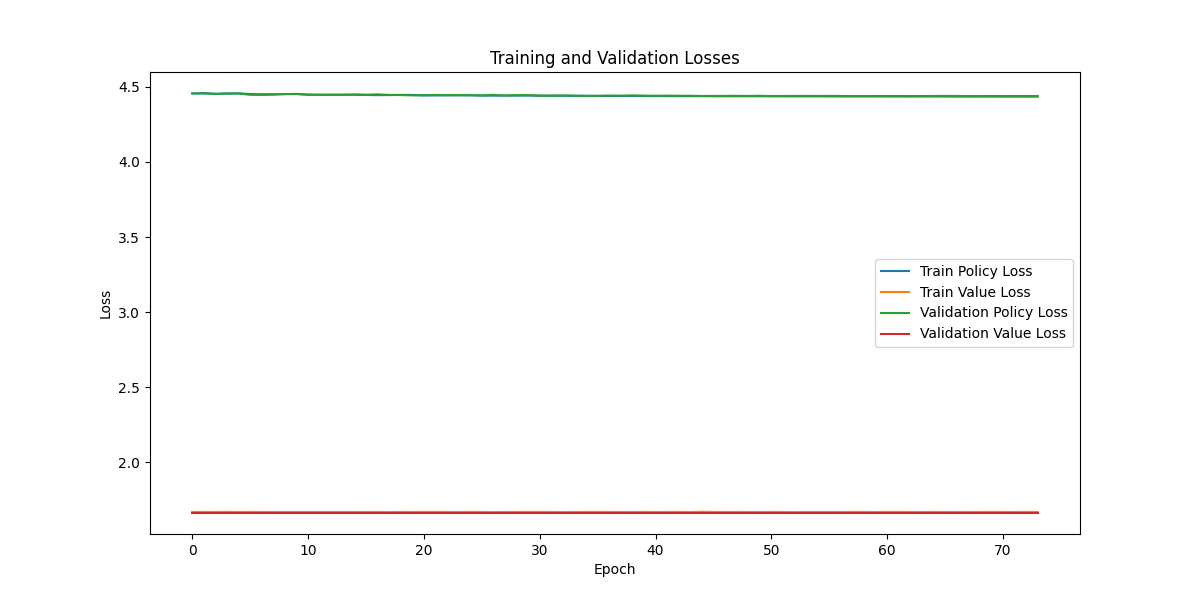 Training and Validation Losses
4.5
4.0
3.5
3.0
2.5
2.0
Loss
Train Policy Loss
Train Value Loss
Validation Policy Loss
Validation Value Loss
0 10 20 30 40 50 60 70
Epoch